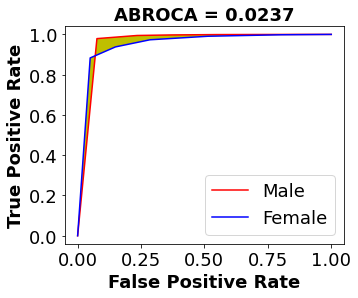 ABROCA = 0.0237
True Positive Rate
1.0
0.8
0.6
0.4
0.2
0.0
Male
Female
0.00 0.25 0.50 0.75 1.00
False Positive Rate